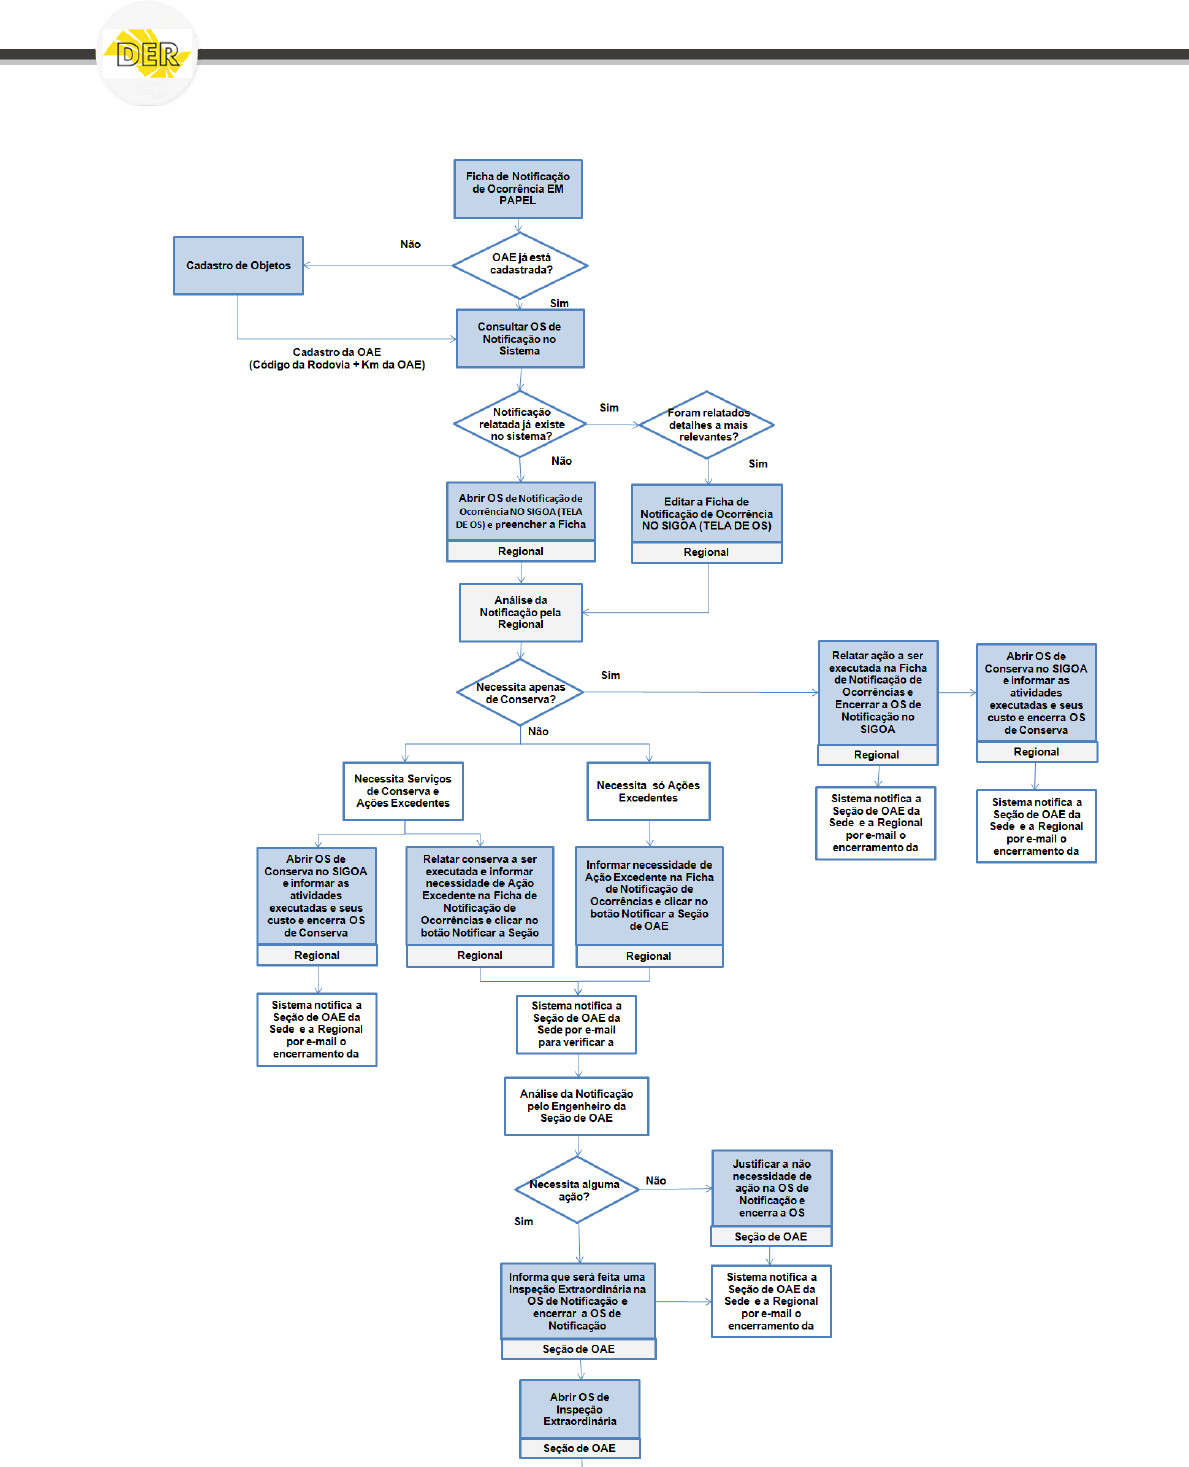 DER
Ficha de Notificação
de Ocorrência EM
PAPEL
Não
OAE já está
cadastrada?
Cadastro de Objetos
Sim
Consultar OS de
Notificação no
Sistema
Cadastro da OAE
(Código da Rodovia + Km da OAE)
Notificação
relatada já existe
no sistema?
Sim
Foram relatados
detalhes a mais
relevantes?
Não
Sim
Abrir OS de Notificação de
Ocorrência NO SIGOA (TELA
DE OS) e preencher a Ficha
Regional
Editar a Ficha de
Notificação de Ocorrência
NO SIGOA (TELA DE OS)
Regional
Análise da
Notificação pela
Regional
Necessita apenas
de Conserva?
Sim
Relatar ação a ser
executada na Ficha
de Notificação de
Ocorrências e
Encerrar a OS de
Notificação no
SIGOA
Regional
Abrir OS de
Conserva no SIGOA
e informar as
atividades
executadas e seus
custo e encerra OS
de Conserva
Regional
Não
Sistema notifica a
Seção de OAE da
Sede e a Regional
por e-mail o
encerramento da
Sistema notifica a
Seção de OAE da
Sede e a Regional
por e-mail o
encerramento da
Necessita Serviços
de Conserva e
Ações Excedentes
Necessita só Ações
Excedentes
Abrir OS de
Conserva no SIGOA
e informar as
atividades
executadas e seus
custo e encerra OS
de Conserva
Regional
Relatar conserva a ser
executada e informar
necessidade de Ação
Excedente na Ficha de
Notificação de
Ocorrências e clicar no
botão Notificar a Seção
Regional
Informar necessidade de
Ação Excedente na Ficha
de Notificação de
Ocorrências e clicar no
botão Notificar a Seção
de OAE
Regional
Sistema notifica a
Seção de OAE da
Sede e a Regional
por e-mail o
encerramento da
Sistema notifica a
Seção de OAE da
Sede por e-mail
para verificar a
Análise da Notificação
pelo Engenheiro da
Seção de OAE
Necessita alguma
ação?
Não
Justificar a não
necessidade de
ação na OS de
Notificação e
encerra a OS
Seção de OAE
Sim
Informa que será feita uma
Inspeção Extraordinária na
OS de Notificação e
encerrar a OS de
Notificação
Seção de OAE
Sistema notifica a
Seção de OAE da
Sede e a Regional
por e-mail o
encerramento da
Abrir OS de
Inspeção
Extraordinária
Seção de OAE